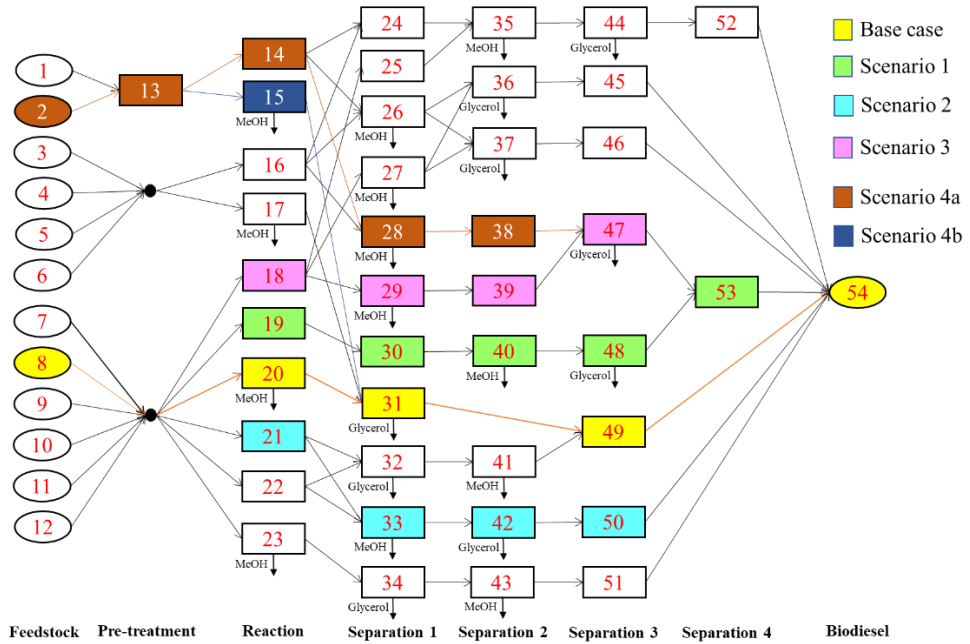 24
35
44
52
MeOH
Glycerol
Base case
1
13
14
25
Scenario 1
2
15
36
45
MeOH
Glycerol
Scenario 2
3
26
MeOH
37
46
Glycerol
Scenario 3
4
16
27
MeOH
Scenario 4a
5
17
28
38
47
MeOH
Glycerol
Scenario 4b
6
18
29
39
MeOH
53
54
7
19
30
40
48
MeOH
Glycerol
8
20
MeOH
31
Glycerol
49
9
21
32
41
Glycerol
MeOH
10
22
33
42
50
MeOH
Glycerol
11
12
23
MeOH
34
43
51
Glycerol
MeOH
Feedstock
Pre-treatment
Reaction
Separation 1
Separation 2
Separation 3
Separation 4
Biodiesel